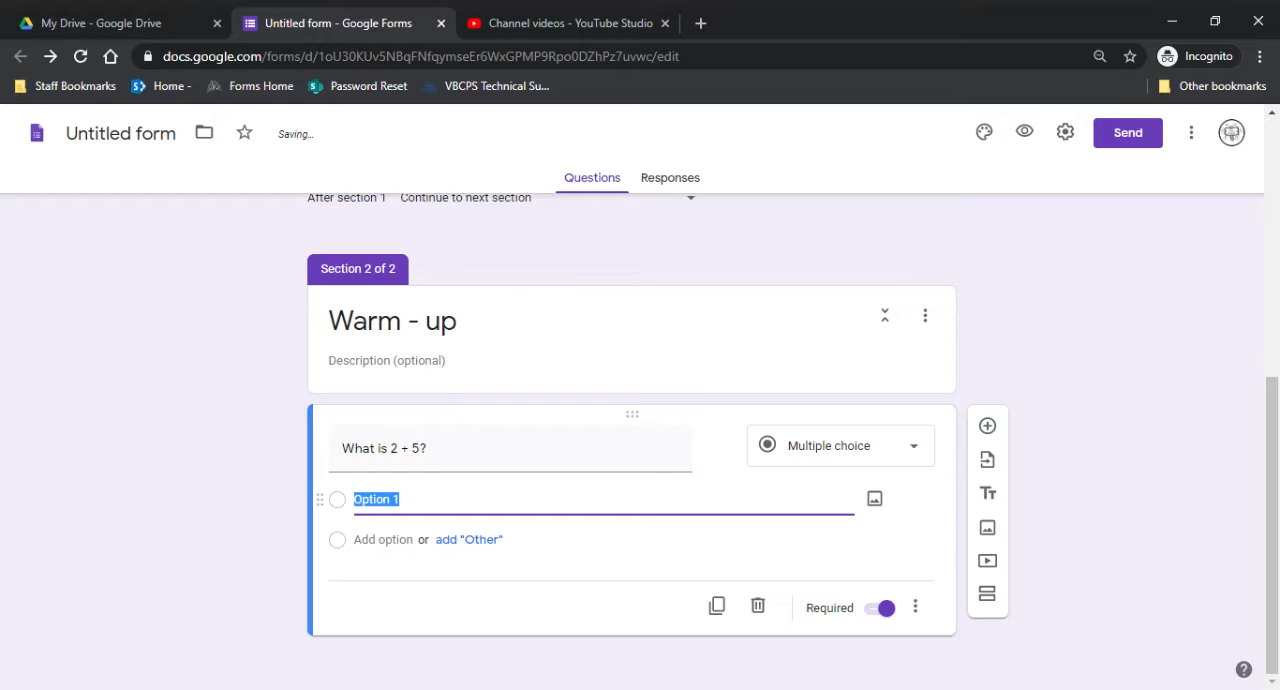 My Drive - Google Drive
Untitled form - Google Forms
Channel videos - YouTube Studio
docs.google.com/forms/d/1oU30KUv5NBqFNfqymseEr6WxGPMP9Rpo0DZhPz7uvwc/edit
Incognito
Staff Bookmarks
Home -
Forms Home
Password Reset
VBCPS Technical Su...
Other bookmarks
Untitled form
Saving...
Send
Questions
Responses
After section 1 Continue to next section
Section 2 of 2
Warm - up
Description (optional)
What is 2 + 5?
Multiple choice
Option 1
Add option or add "Other"
Required